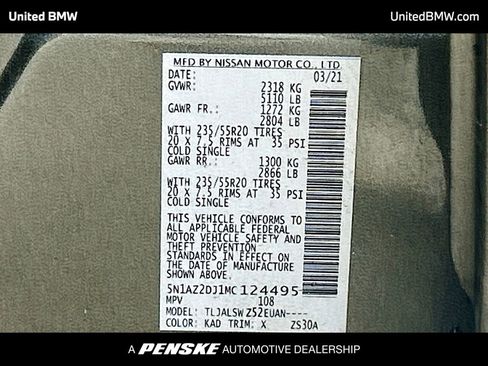 United BMW
UnitedBMW.com
MFD BY NISSAN MOTOR CO., LTD
DATE: 03/21
GVWR: 2318 KG
5110 LB
GAWR FR.: 1272 KG
2804 LB
WITH 235/55R20 TIRES
20 X 7.5 RIMS AT 35 PSI
COLD SINGLE
GAWR RR.: 1300 KG
2866 LB
WITH 235/55R20 TIRES
20 X 7.5 RIMS AT 35 PSI
COLD SINGLE
THIS VEHICLE CONFORMS TO
ALL APPLICABLE FEDERAL
MOTOR VEHICLE SAFETY AND
THEFT PREVENTION
STANDARDS IN EFFECT ON
THE DATE OF MANUFACTURE
SHOWN ABOVE.
5N1AZ2DJ1MC 124495
MPV 108
MODEL: TLJALSW Z52EUAN----
COLOR: KAD TRIM: X ZS30A
A PENSKE AUTOMOTIVE DEALERSHIP